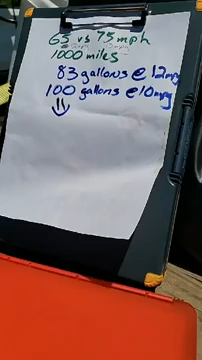 65 vs 75 mph
1000 miles
83 gallons @ 12mpg
100 gallons @ 10mpg